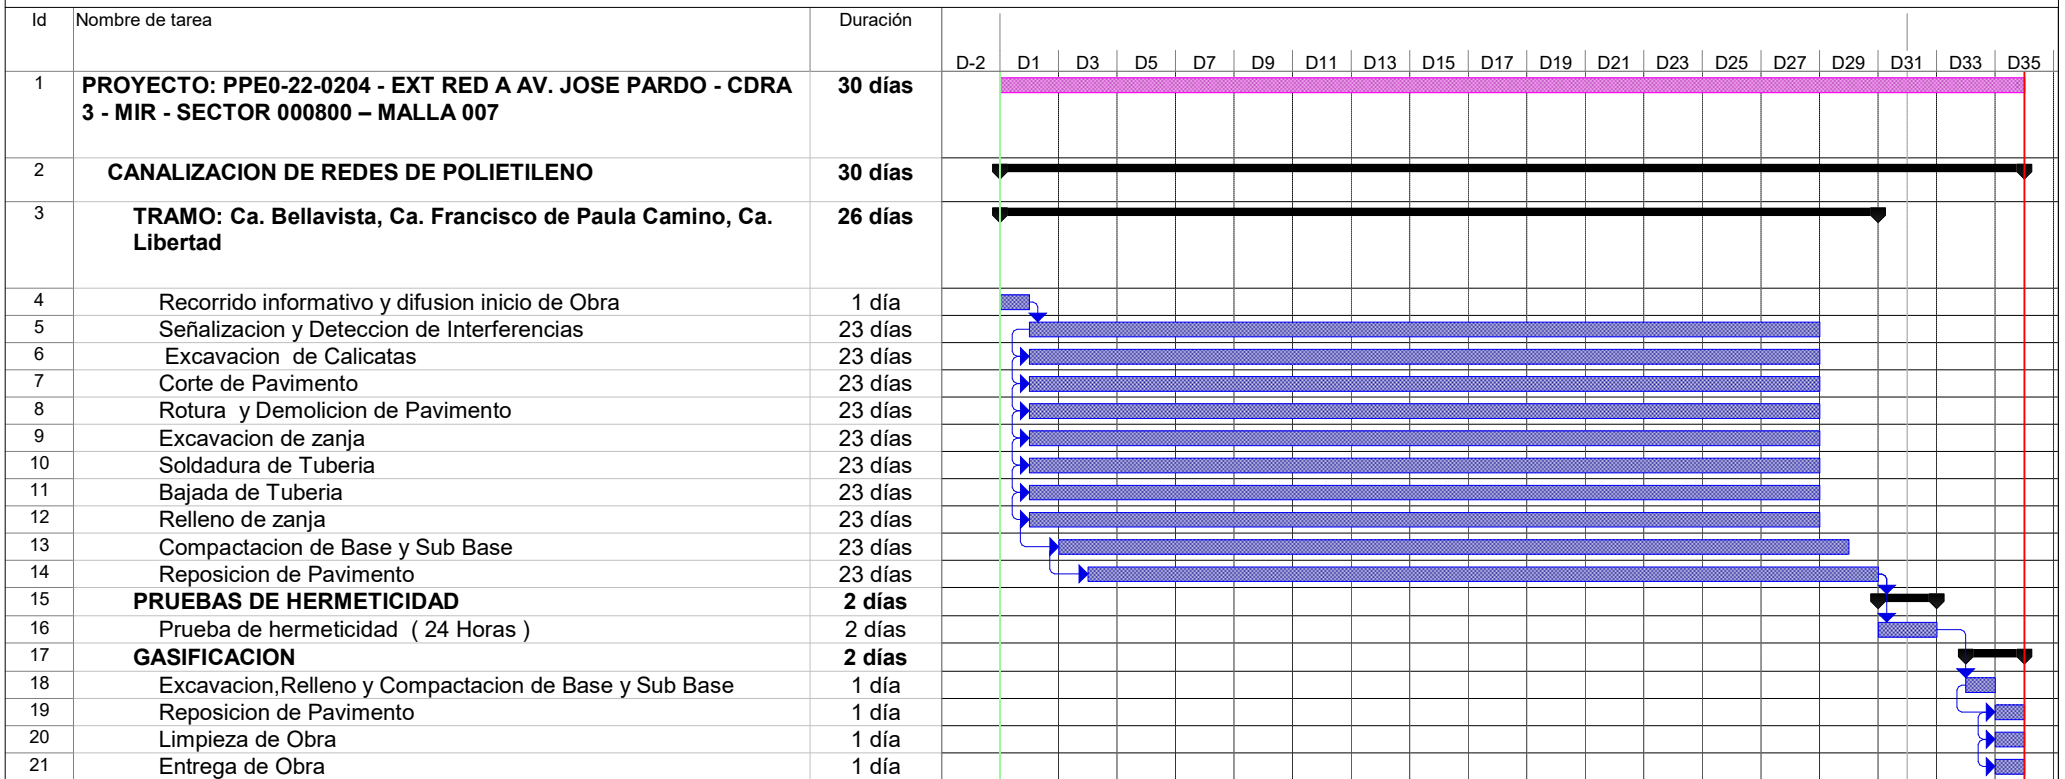 Id Nombre de tarea Duración
D-2 D1 D3 D5 D7 D9 D11 D13 D15 D17 D19 D21 D23 D25 D27 D29 D31 D33 D35
1 PROYECTO: PPE0-22-0204 - EXT RED A AV. JOSE PARDO - CDRA 30 días
3 - MIR - SECTOR 000800 – MALLA 007
2 CANALIZACION DE REDES DE POLIETILENO 30 días
3 TRAMO: Ca. Bellavista, Ca. Francisco de Paula Camino, Ca. 26 días
Libertad
4 Recorrido informativo y difusion inicio de Obra 1 día
5 Señalizacion y Deteccion de Interferencias 23 días
6 Excavacion de Calicatas 23 días
7 Corte de Pavimento 23 días
8 Rotura y Demolicion de Pavimento 23 días
9 Excavacion de zanja 23 días
10 Soldadura de Tuberia 23 días
11 Bajada de Tuberia 23 días
12 Relleno de zanja 23 días
13 Compactacion de Base y Sub Base 23 días
14 Reposicion de Pavimento 23 días
15 PRUEBAS DE HERMETICIDAD 2 días
16 Prueba de hermeticidad ( 24 Horas ) 2 días
17 GASIFICACION 2 días
18 Excavacion,Relleno y Compactacion de Base y Sub Base 1 día
19 Reposicion de Pavimento 1 día
20 Limpieza de Obra 1 día
21 Entrega de Obra 1 día